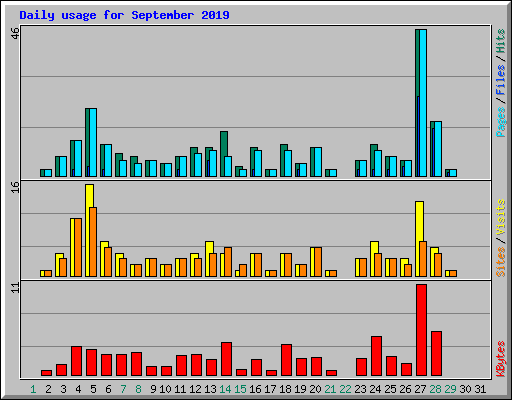 Daily usage for September 2019
46
Pages / Files / Hits
16
Sites / Visits
11
KBytes
1 2 3 4 5 6 7 8 9 10 11 12 13 14 15 16 17 18 19 20 21 22 23 24 25 26 27 28 29 30 31